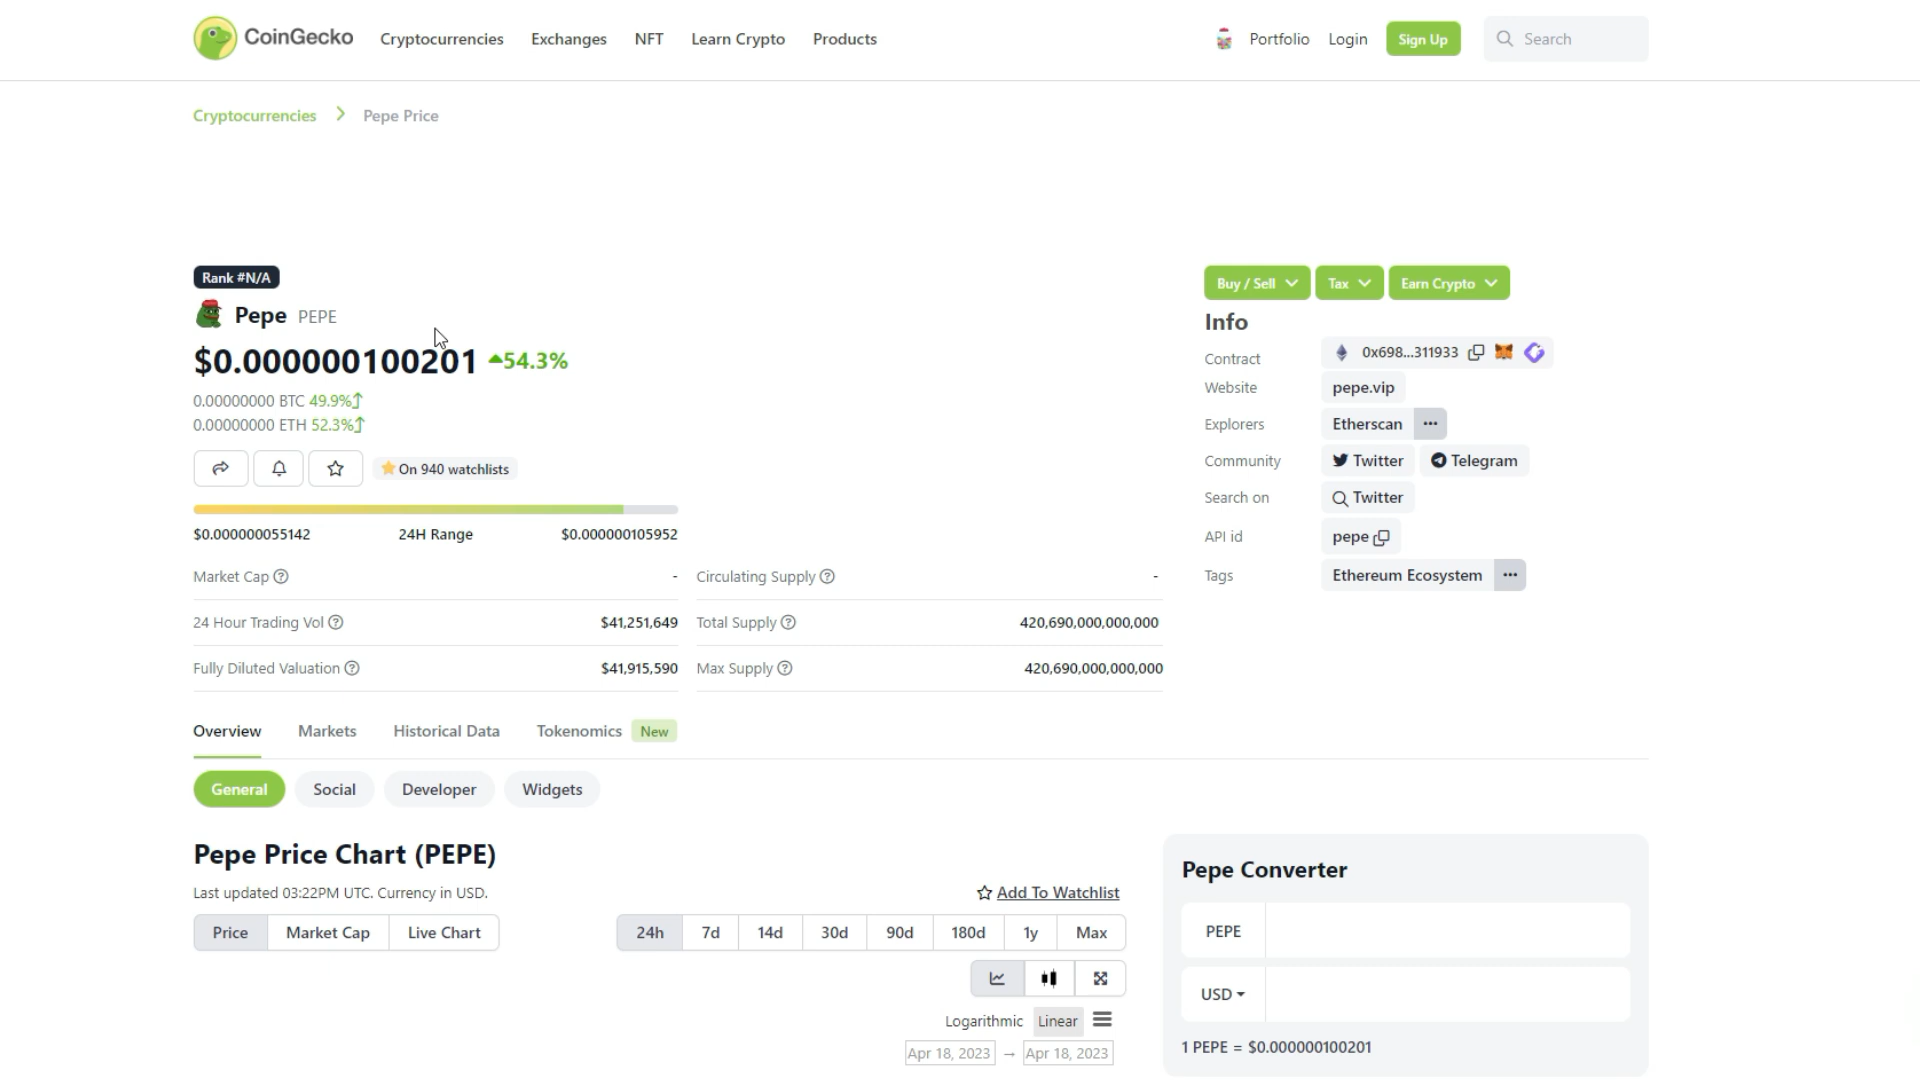 CoinGecko Cryptocurrencies Exchanges NFT Learn Crypto Products Portfolio Login Sign Up Search
Cryptocurrencies Pepe Price
Rank #N/A
Pepe PEPE
$0.000000100201 54.3%
0.00000000 BTC 49.9%
0.00000000 ETH 52.3%
On 940 watchlists
$0.000000055142 24H Range $0.000000105952
Market Cap - Circulating Supply -
24 Hour Trading Vol $41,251,649 Total Supply 420,690,000,000,000
Fully Diluted Valuation $41,915,590 Max Supply 420,690,000,000,000
Buy / Sell Tax Earn Crypto
Info
Contract 0x698...311933
Website pepe.vip
Explorers Etherscan
Community Twitter Telegram
Search on Twitter
API id pepe
Tags Ethereum Ecosystem
Overview Markets Historical Data Tokenomics New
General Social Developer Widgets
Pepe Price Chart (PEPE)
Last updated 03:22PM UTC. Currency in USD.
Add To Watchlist
Price Market Cap Live Chart 24h 7d 14d 30d 90d 180d 1y Max
Logarithmic Linear
Apr 18, 2023 → Apr 18, 2023
Pepe Converter
PEPE
USD
1 PEPE = $0.000000100201